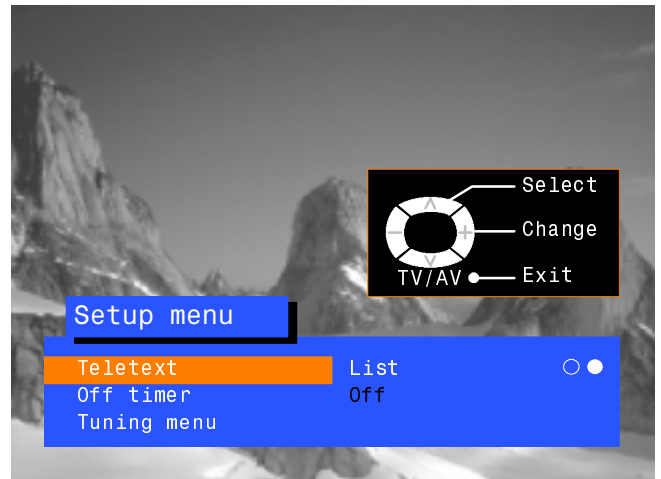 Select
Change
TV/AV Exit
Setup menu
Teletext List
Off timer Off
Tuning menu